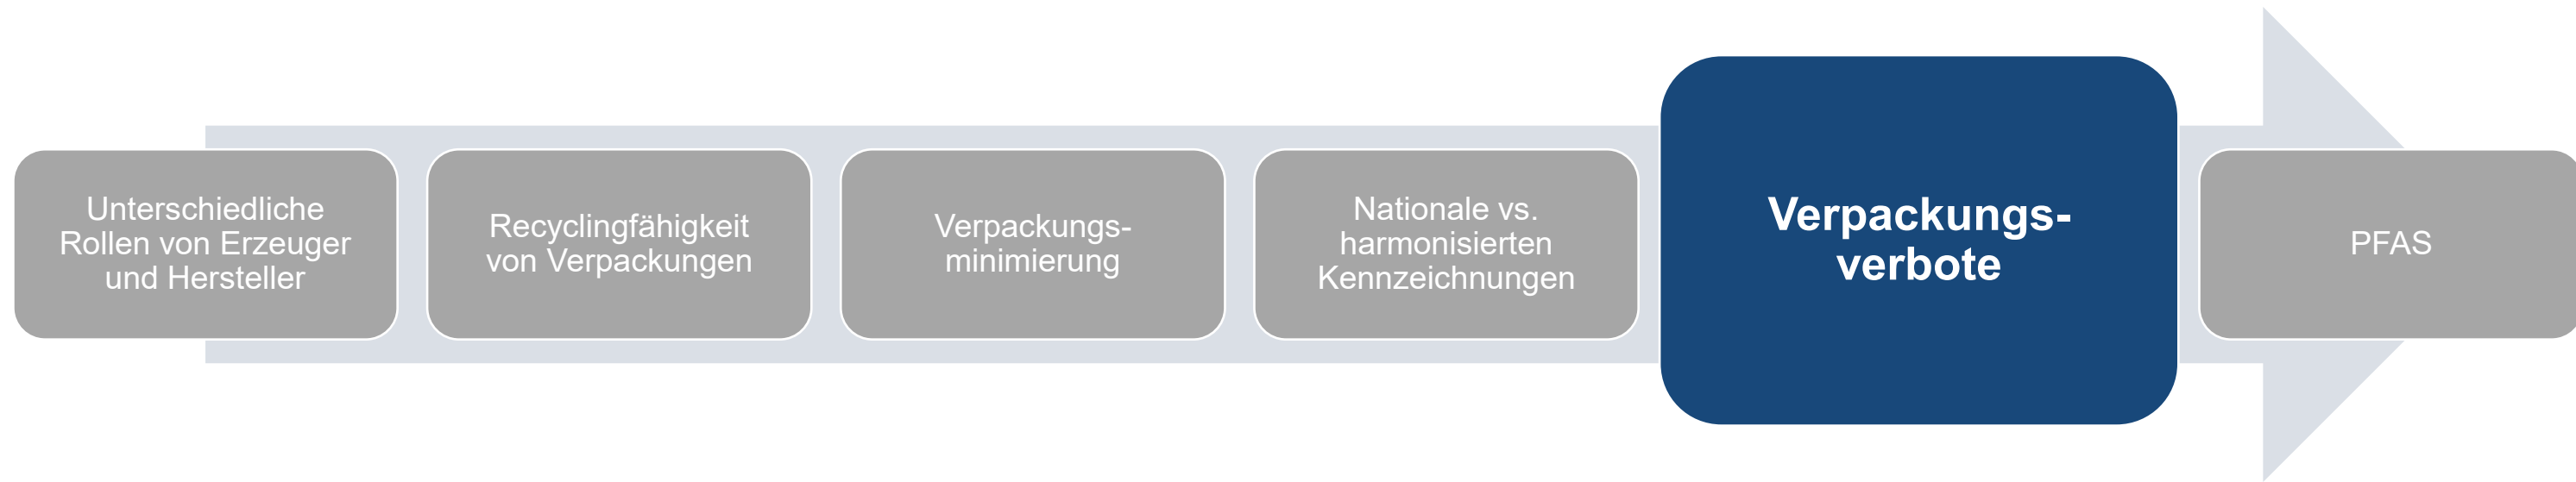 Unterschiedliche
Rollen von Erzeuger
und Hersteller
Recyclingfähigkeit
von Verpackungen
Verpackungs-
minimierung
Nationale vs.
harmonisierten
Kennzeichnungen
Verpackungs-
verbote
PFAS